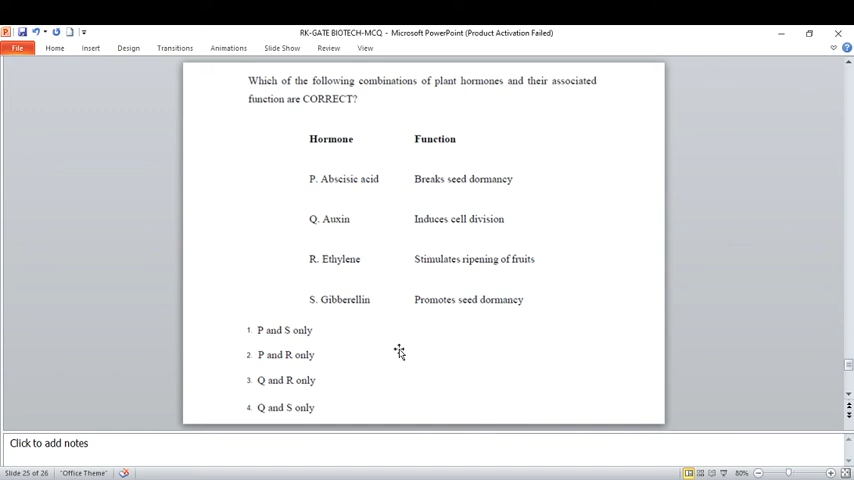 RK-GATE BIOTECH-MCQ - Microsoft PowerPoint (Product Activation Failed)
File Home Insert Design Transitions Animations Slide Show Review View
Which of the following combinations of plant hormones and their associated
function are CORRECT?
Hormone Function
P. Abscisic acid Breaks seed dormancy
Q. Auxin Induces cell division
R. Ethylene Stimulates ripening of fruits
S. Gibberellin Promotes seed dormancy
1. P and S only
2. P and R only
3. Q and R only
4. Q and S only
Click to add notes
Slide 25 of 26 "Office Theme" 80%